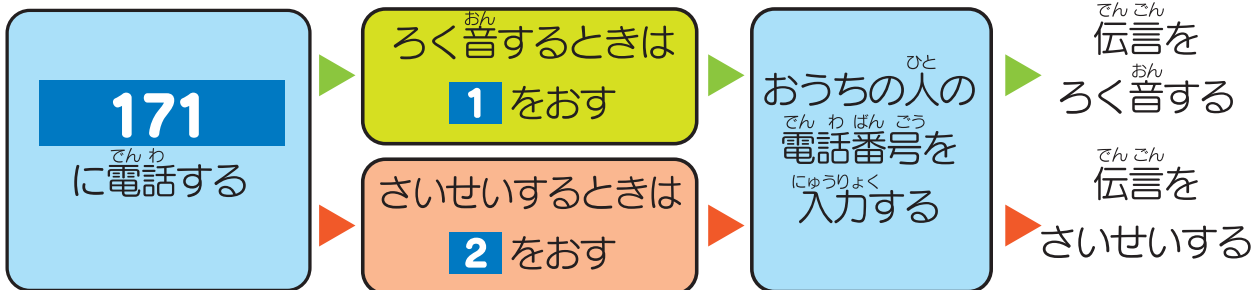 171
に電話する
ろく音するときは
1 をおす
さいせいするときは
2 をおす
おうちの人の
電話番号を
入力する
伝言を
ろく音する
伝言を
さいせいする